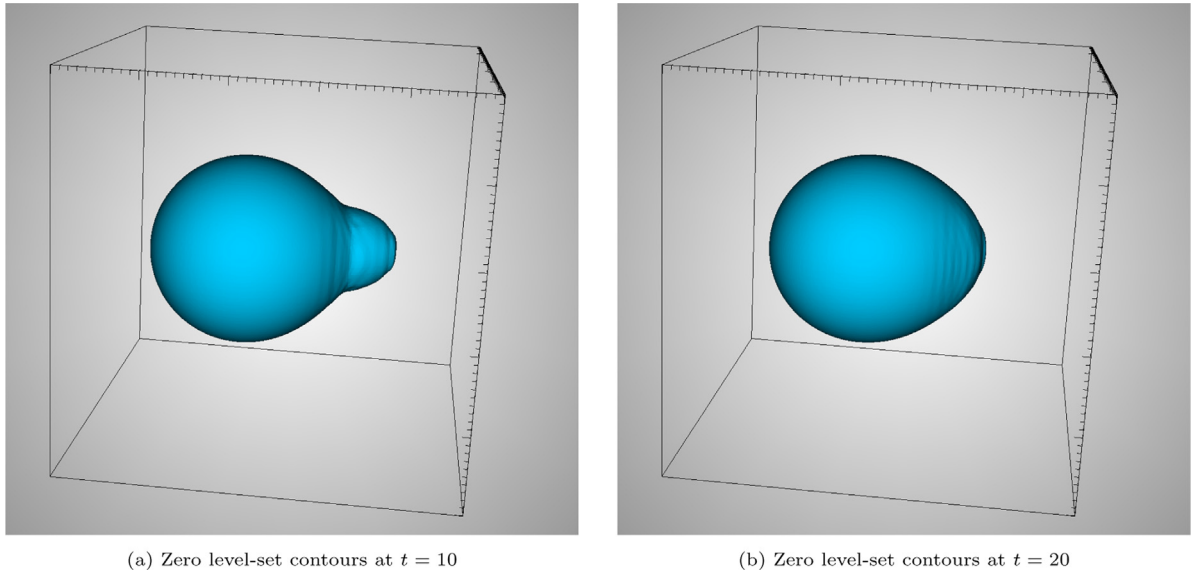 (a) Zero level-set contours at t = 10
(b) Zero level-set contours at t = 20